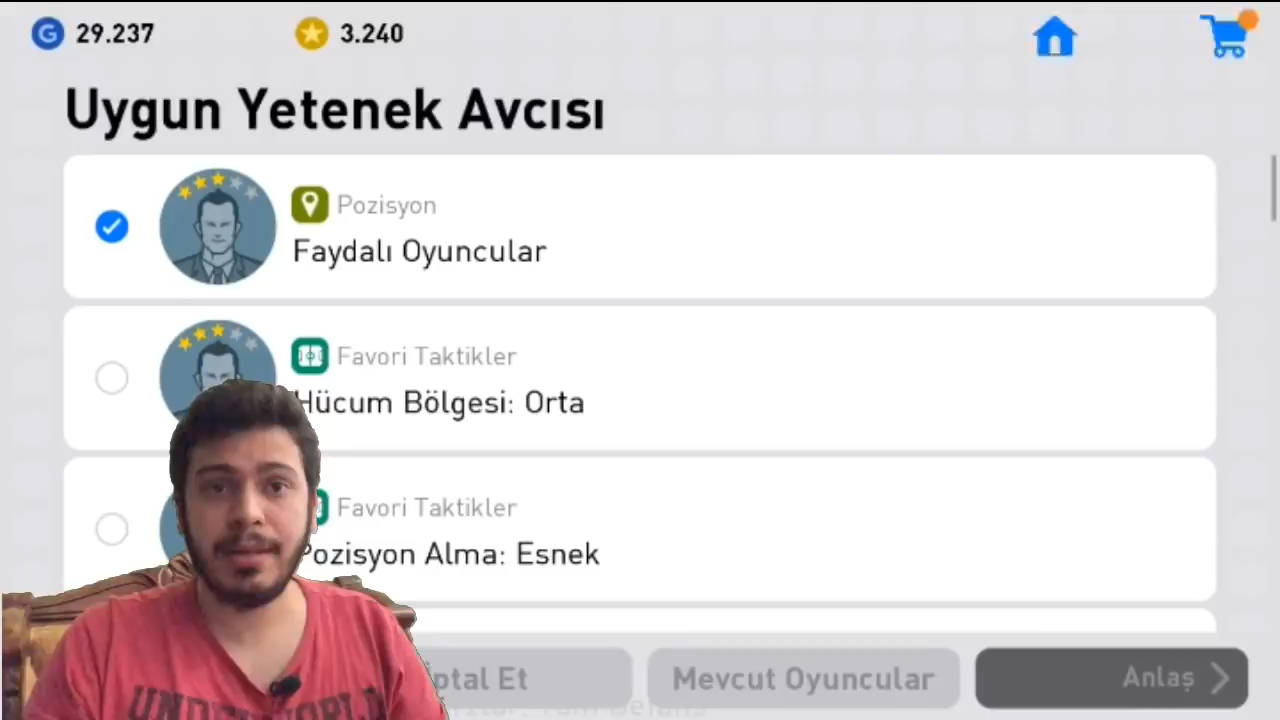 29.237
3.240
Uygun Yetenek Avcısı
Pozisyon
Faydalı Oyuncular
Favori Taktikler
Hücum Bölgesi: Orta
Favori Taktikler
Pozisyon Alma: Esnek
ptal Et
Mevcut Oyuncular
Anlaş